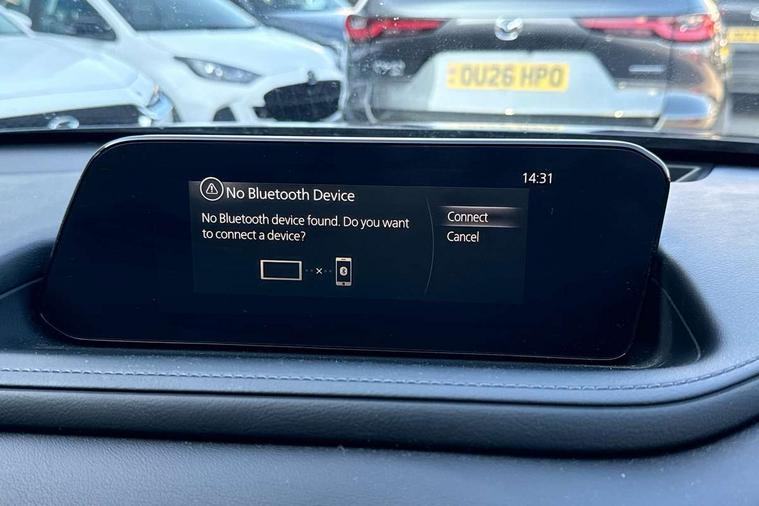 OU26 HPO
14:31
No Bluetooth Device
No Bluetooth device found. Do you want
to connect a device?
Connect
Cancel